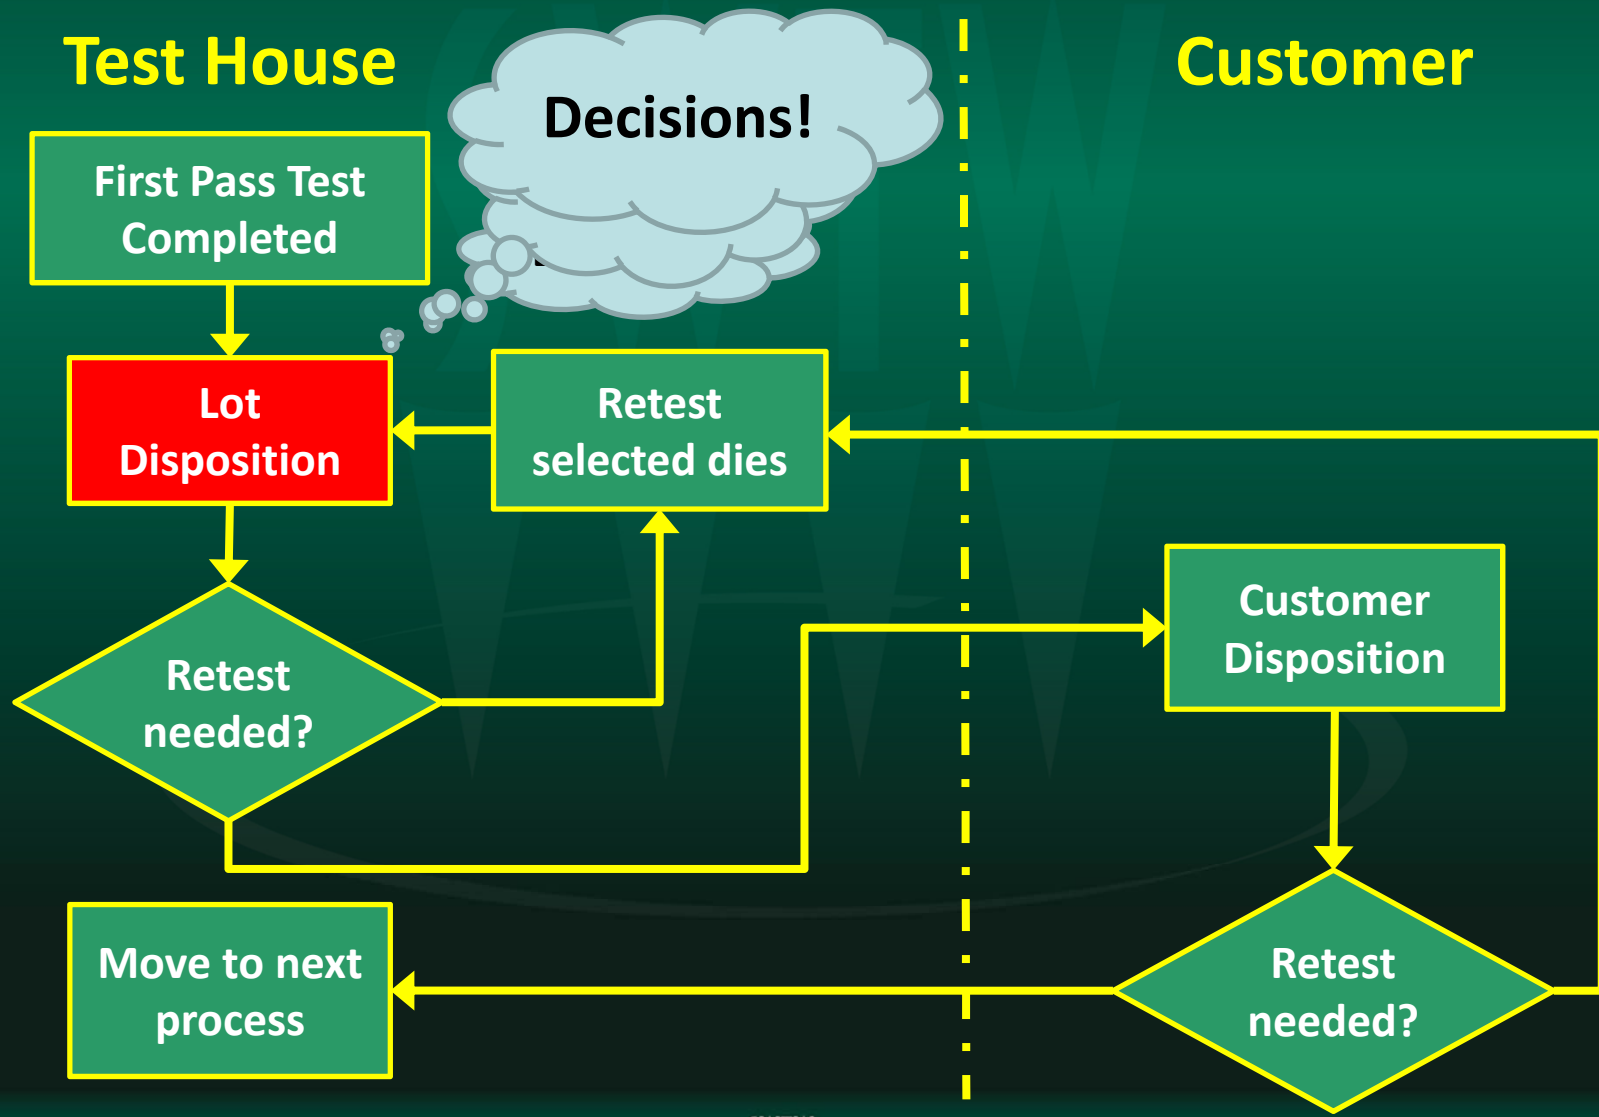 Test House
Customer
Decisions!
First Pass Test
Completed
Lot
Disposition
Retest
selected dies
Customer
Disposition
Retest
needed?
Move to next
process
Retest
needed?